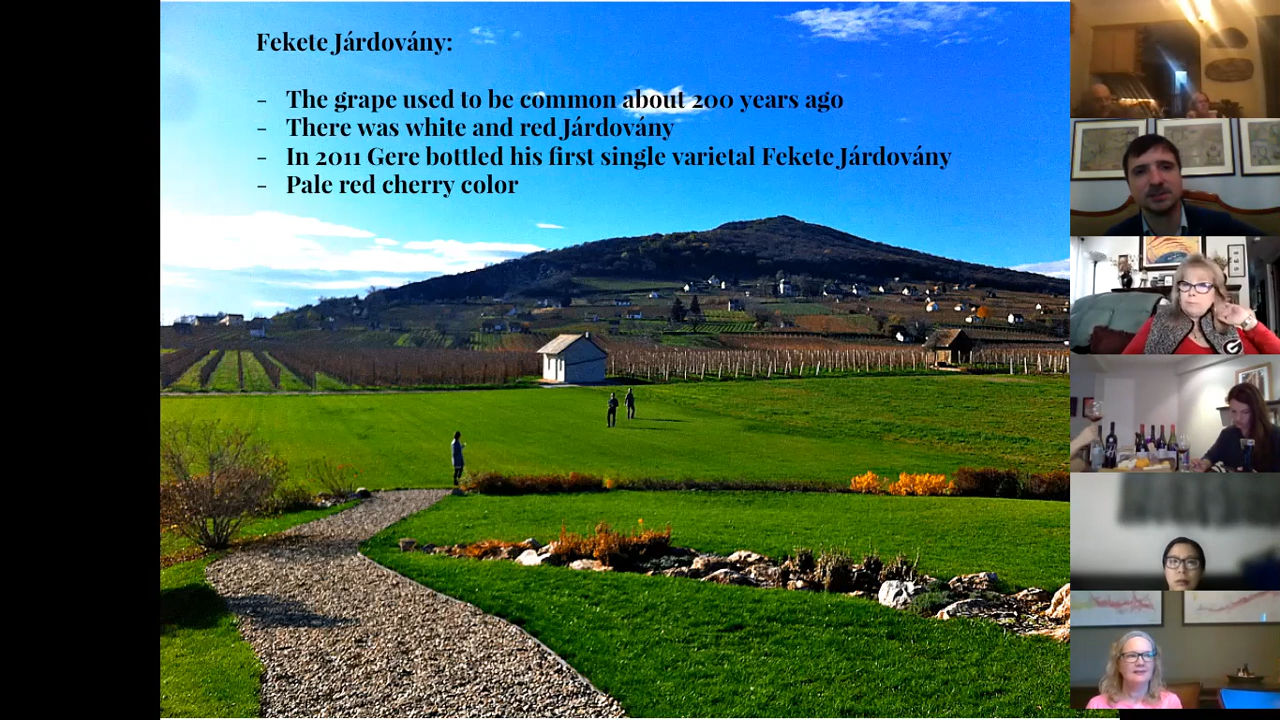 Fekete Járdovány:
- The grape used to be common about 200 years ago
- There was white and red Járdovány
- In 2011 Gere bottled his first single varietal Fekete Járdovány
- Pale red cherry color